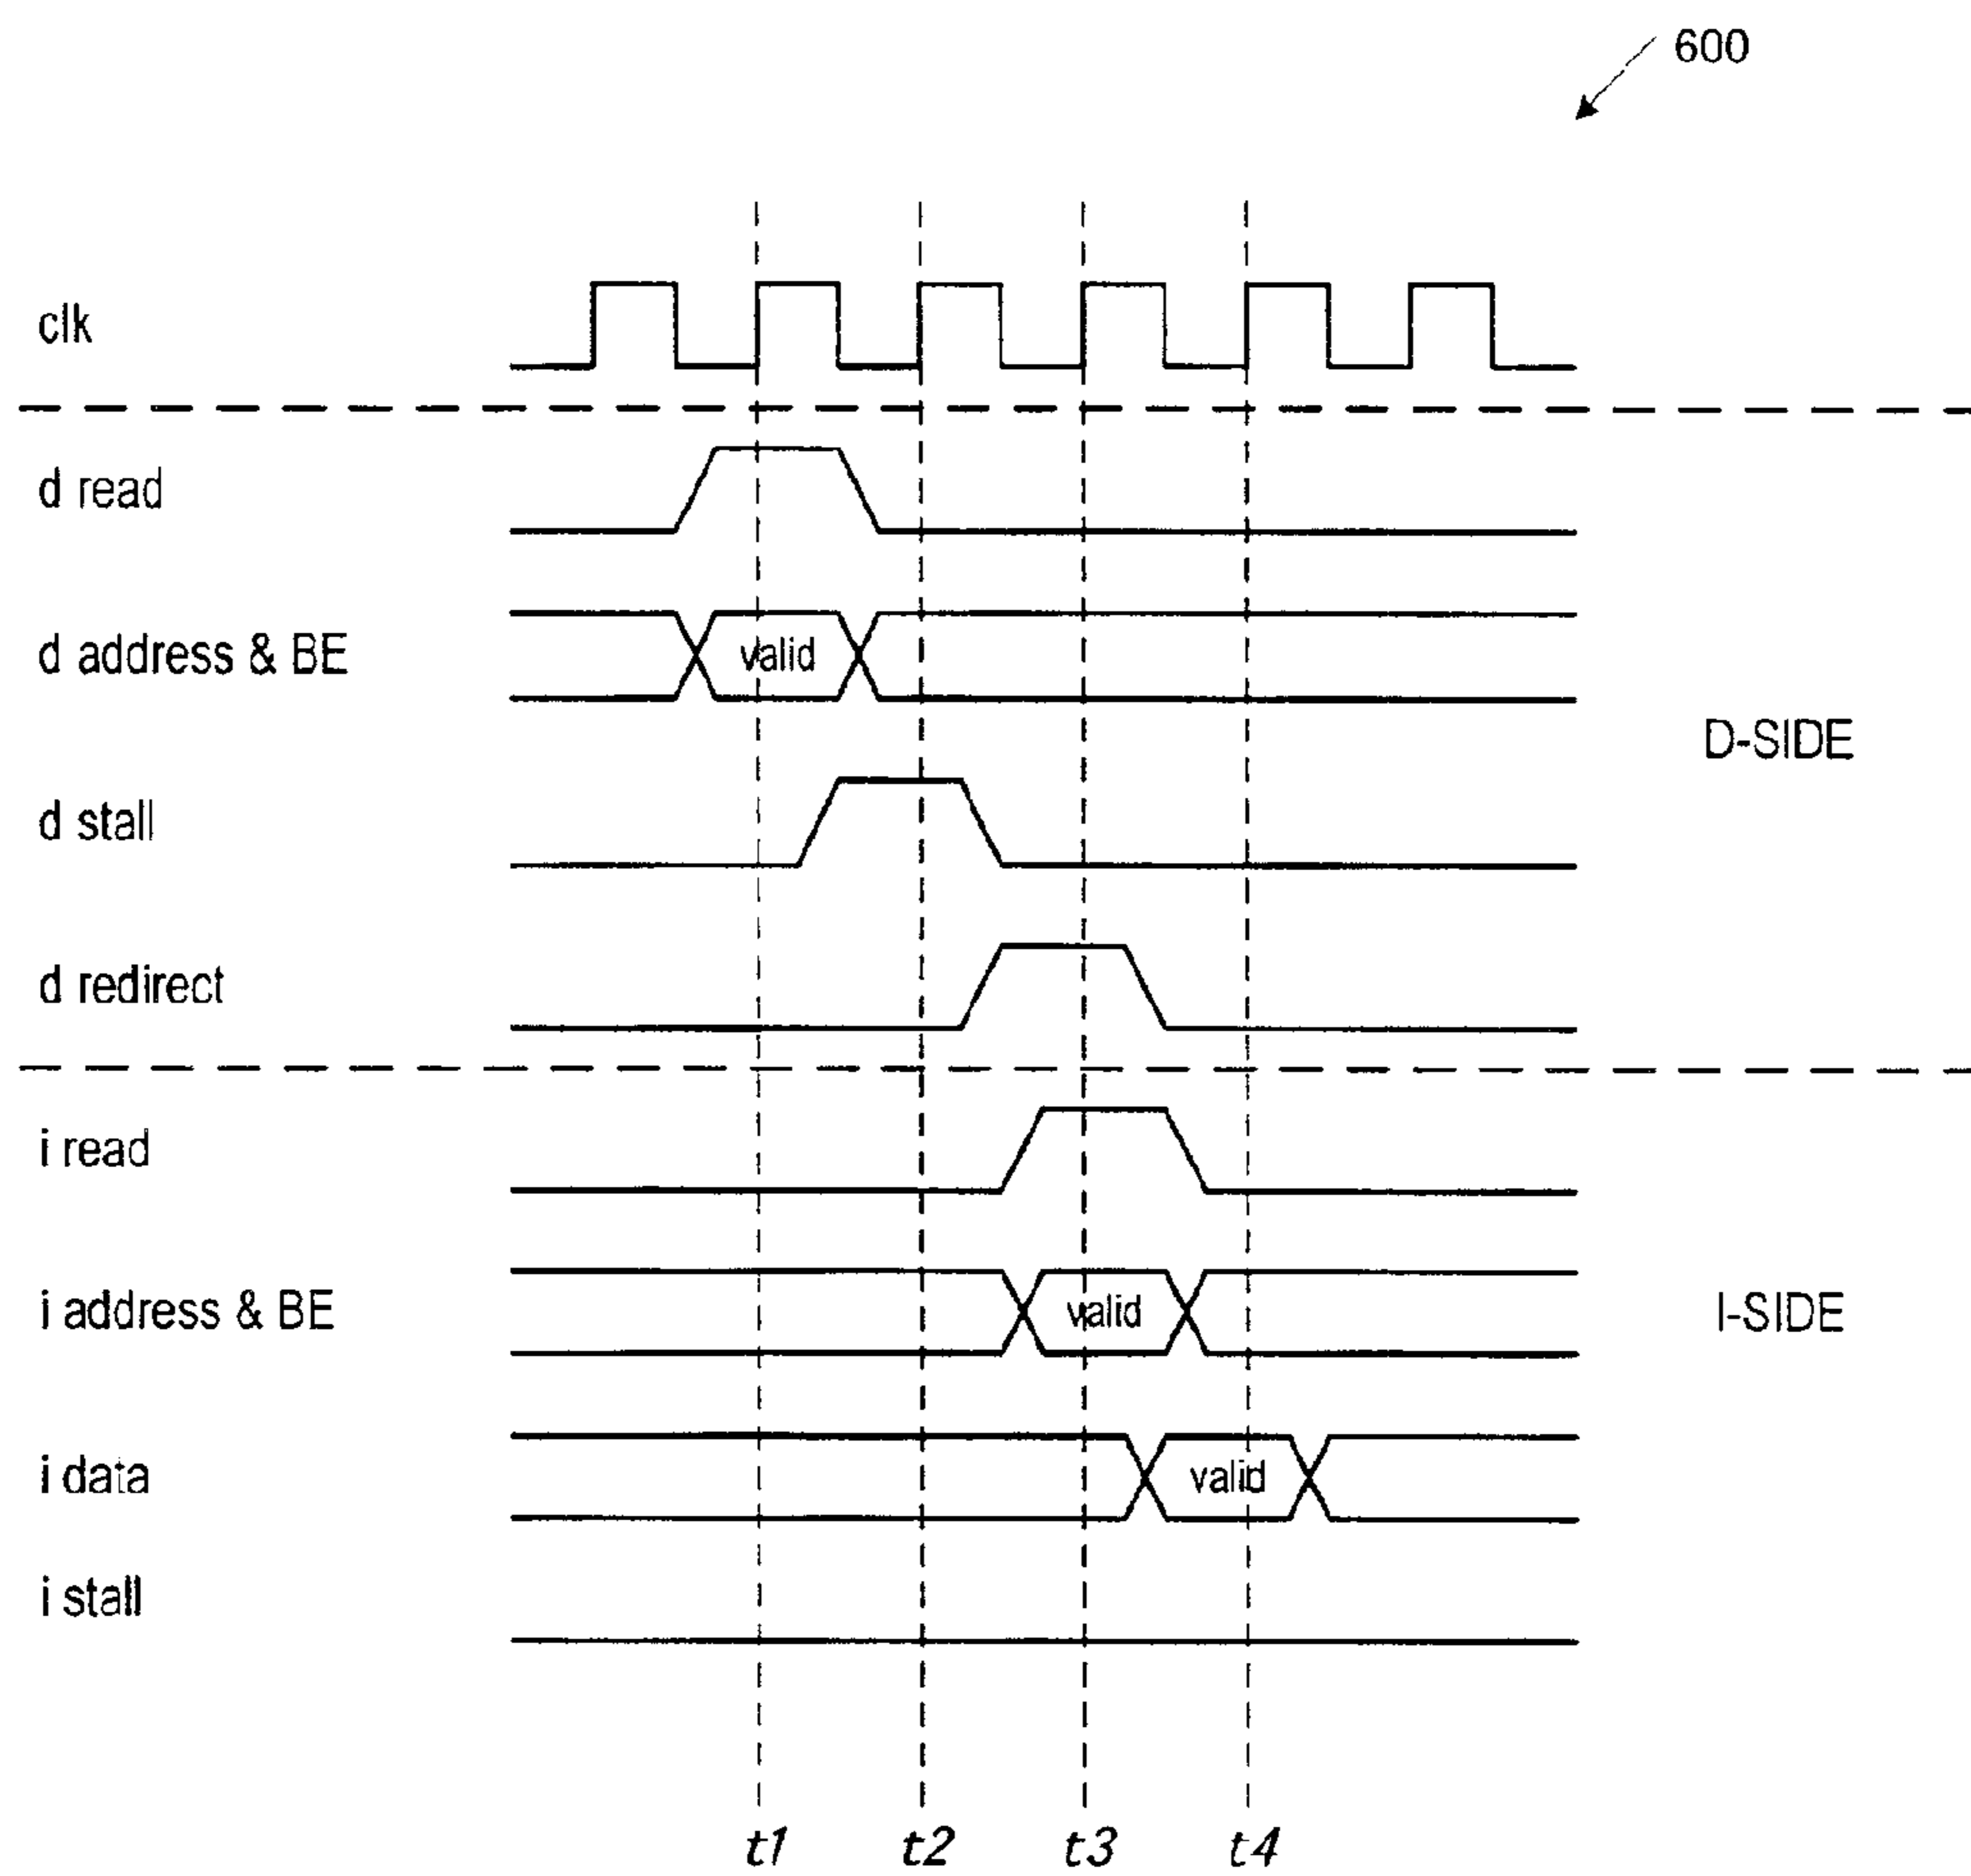 600
clk
d read
d address & BE
valid
D-SIDE
d stall
d redirect
i read
i address & BE
valid
I-SIDE
i data
valid
i stall
t1 t2 t3 t4